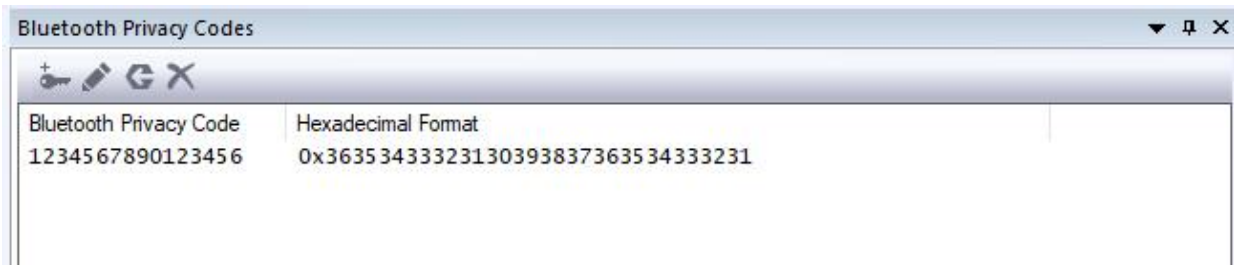 Bluetooth Privacy Codes
Bluetooth Privacy Code Hexadecimal Format
1234567890123456 0x36353433323130393837363534333231